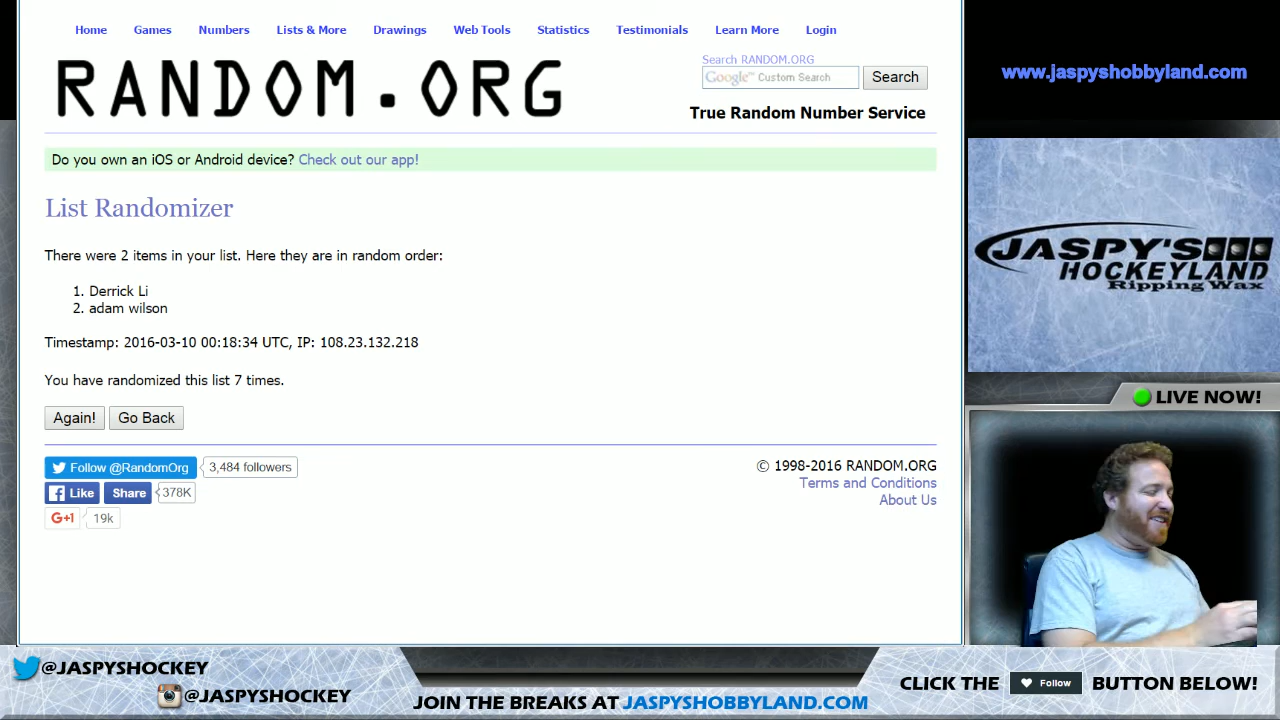 Home Games Numbers Lists & More Drawings Web Tools Statistics Testimonials Learn More Login
RANDOM.ORG
Search RANDOM.ORG
Google™ Custom Search Search
True Random Number Service
Do you own an iOS or Android device? Check out our app!
List Randomizer
There were 2 items in your list. Here they are in random order:
1. Derrick Li
2. adam wilson
Timestamp: 2016-03-10 00:18:34 UTC, IP: 108.23.132.218
You have randomized this list 7 times.
Again! Go Back
Follow @RandomOrg 3,484 followers
Like Share 378K
G+1 19k
© 1998-2016 RANDOM.ORG
Terms and Conditions
About Us
www.jaspyshobbyland.com
JASPY'S
HOCKEYLAND
Ripping Wax
LIVE NOW!
@JASPYSHOCKEY
@JASPYSHOCKEY
JOIN THE BREAKS AT JASPYSHOBBYLAND.COM
CLICK THE Follow BUTTON BELOW!